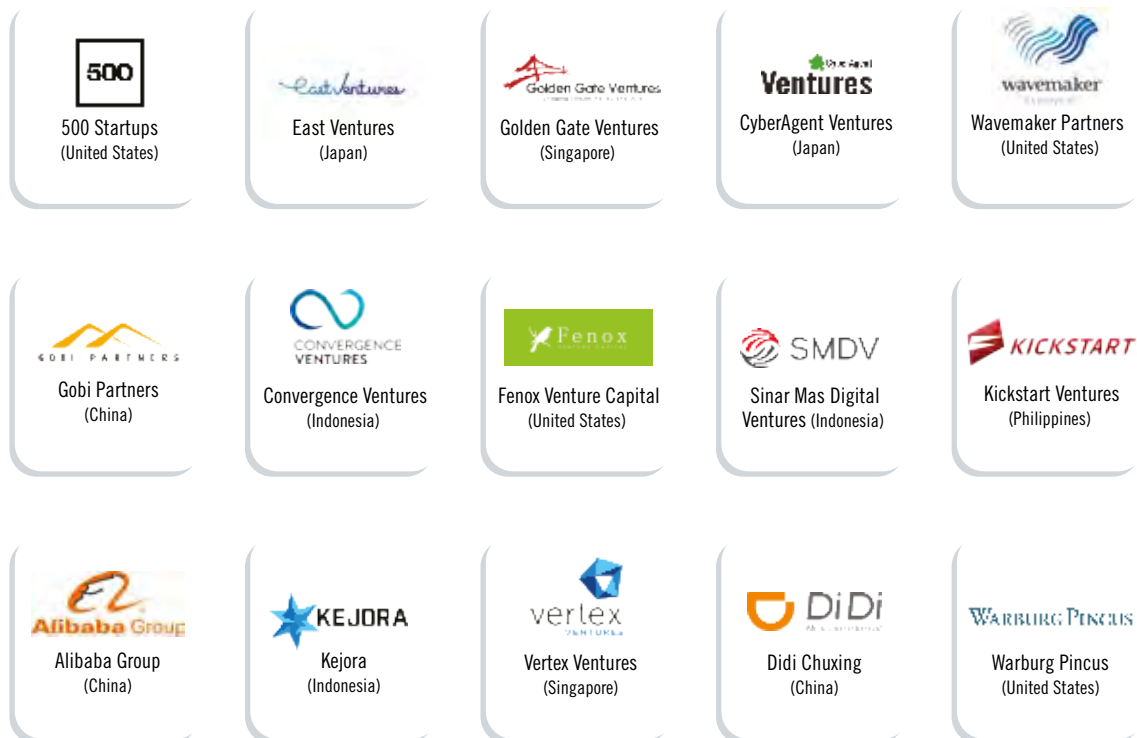 500
500 Startups
(United States)
East Ventures
East Ventures
(Japan)
Golden Gate Ventures
Golden Gate Ventures
(Singapore)
CyberAgent
Ventures
CyberAgent Ventures
(Japan)
wavemaker
Wavemaker Partners
(United States)
GOBI PARTNERS
Gobi Partners
(China)
CONVERGENCE
VENTURES
Convergence Ventures
(Indonesia)
Fenox
VENTURE CAPITAL
Fenox Venture Capital
(United States)
SMDV
Sinar Mas Digital
Ventures (Indonesia)
KICKSTART
Kickstart Ventures
(Philippines)
Alibaba Group
Alibaba Group
(China)
KEJORA
Kejora
(Indonesia)
vertex
VENTURES
Vertex Ventures
(Singapore)
DiDi
Didi Chuxing
(China)
WARBURG PINCUS
Warburg Pincus
(United States)